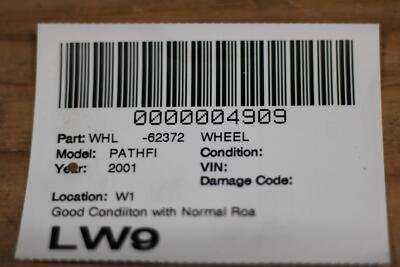 0000004909
Part: WHL -62372 WHEEL
Model: PATHFI Condition:
Year: 2001 VIN:
Damage Code:
Location: W1
Good Condiiton with Normal Roa
LW9